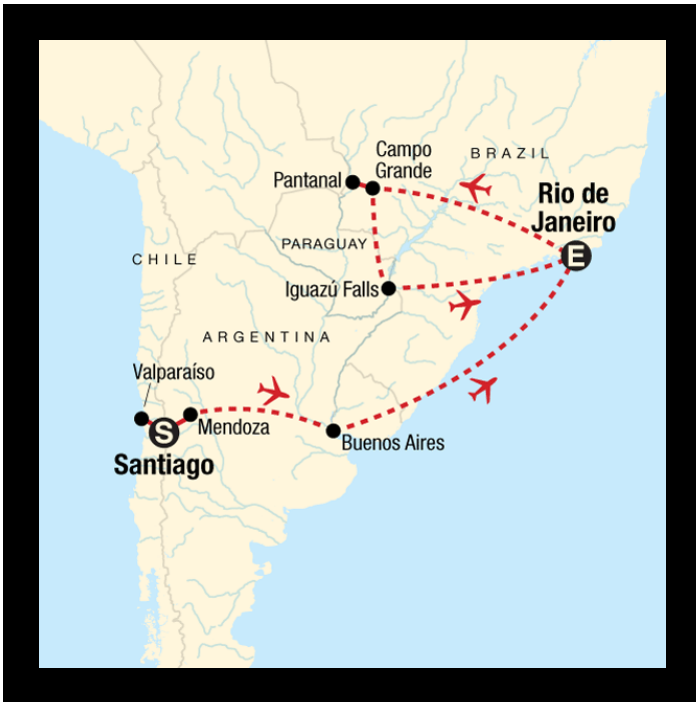 Campo
Grande
BRAZIL
Pantanal
Rio de
Janeiro
PARAGUAY
E
CHILE
Iguazú Falls
ARGENTINA
Valparaíso
Mendoza
S
Buenos Aires
Santiago